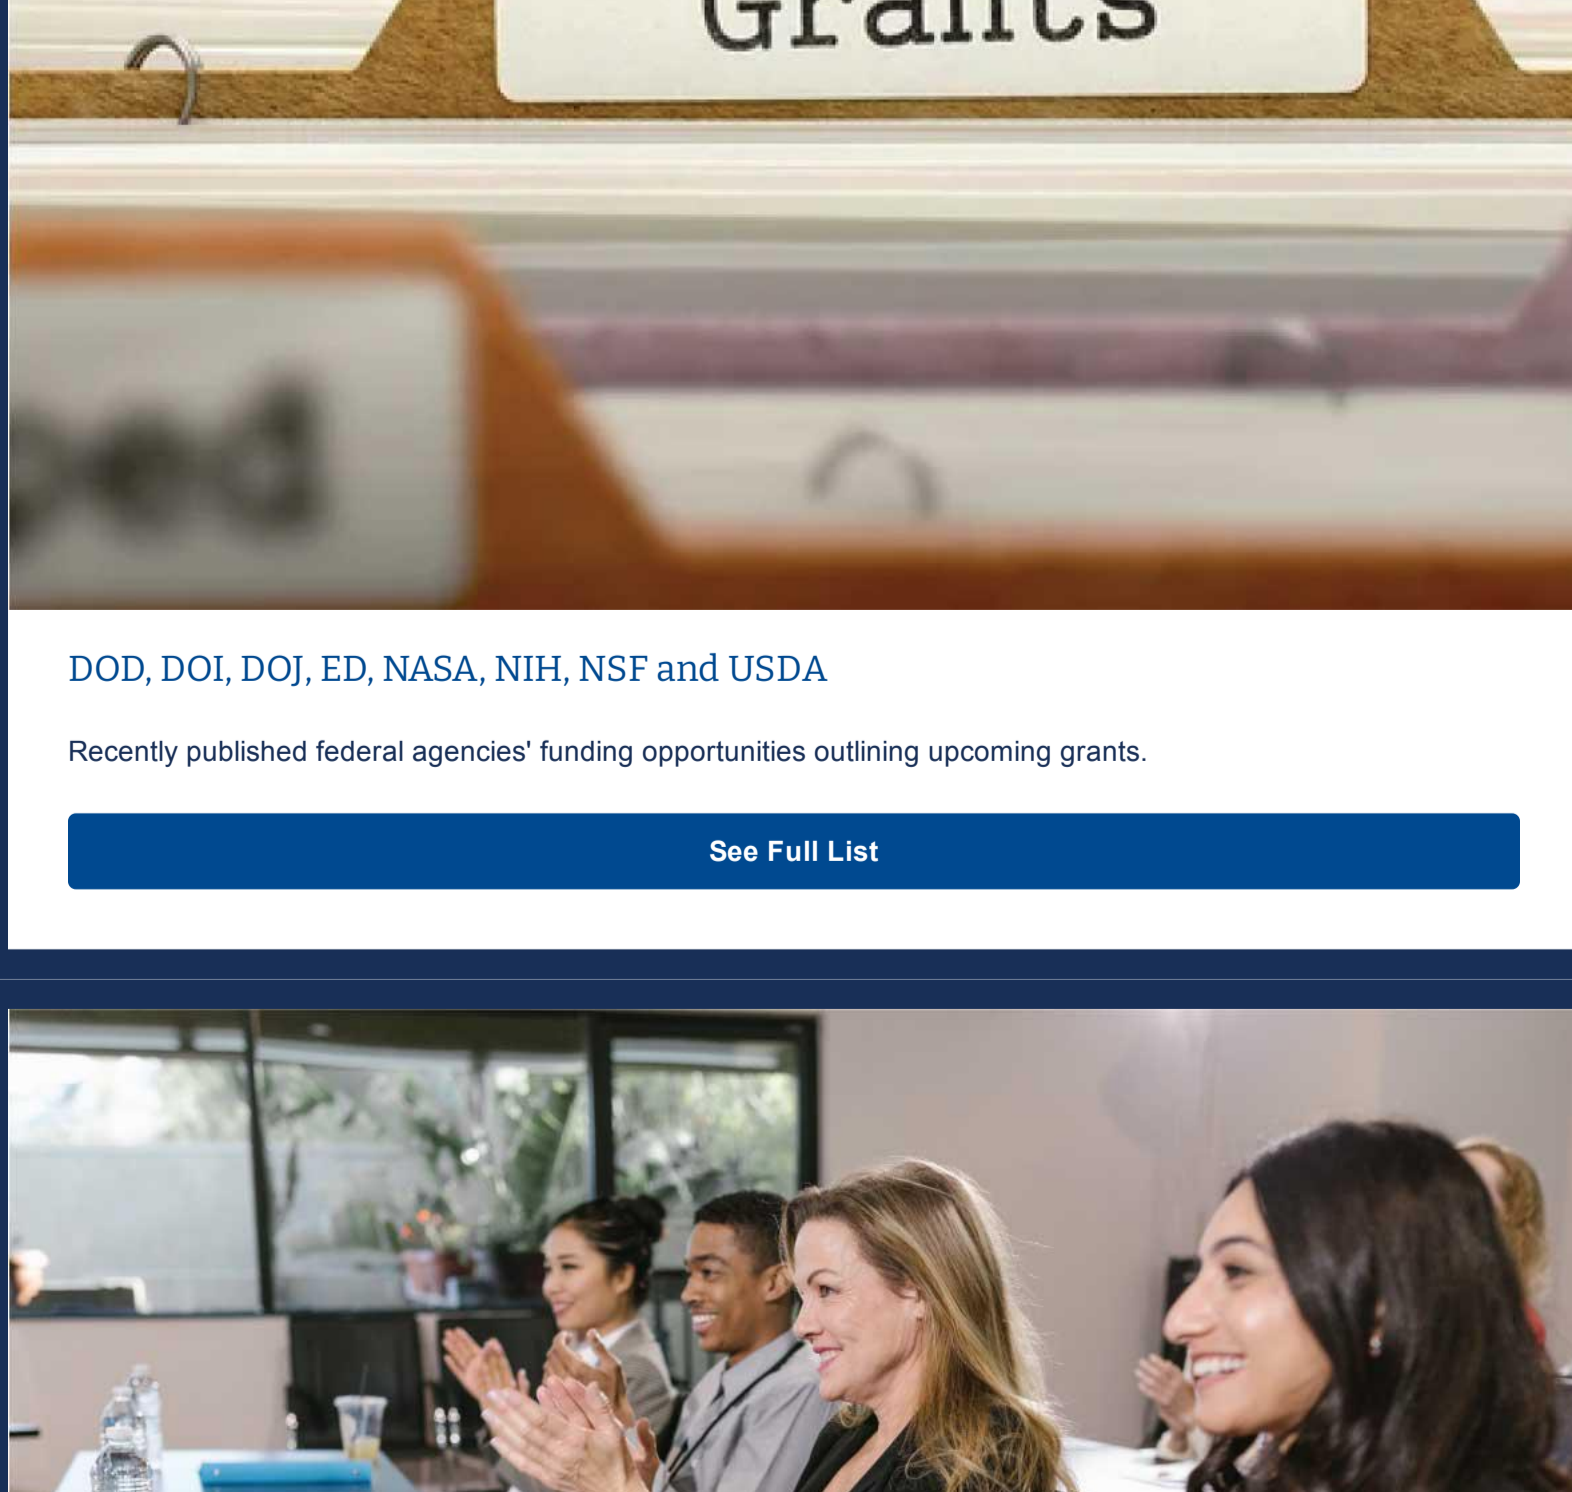 Grants
DOD, DOI, DOJ, ED, NASA, NIH, NSF and USDA
Recently published federal agencies' funding opportunities outlining upcoming grants.
See Full List